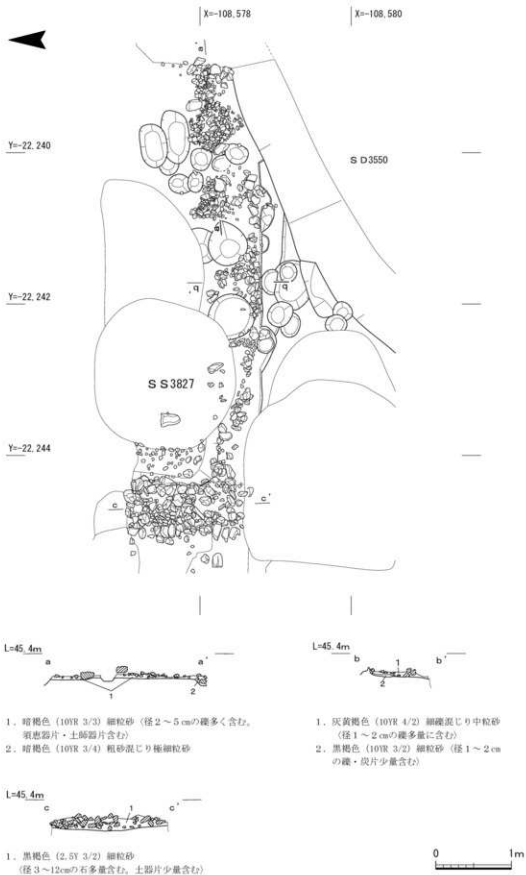 X=-108,578
X=-108,580
a'
Y=-22,240
SD3550
a'
q
q'
Y=-22,242
SS3827
Y=-22,244
c
c'
L=45.4m
a
a'
1
2
1. 暗褐色（10YR 3/3）細粒砂（径2～5㎝の礫多く含む。
須恵器片・土師器片含む）
2. 暗褐色（10YR 3/4）粗砂混じり極細粒砂
L=45.4m
b
b'
1
2
1. 灰黄褐色（10YR 4/2）細礫混じり中粒砂
（径1～2㎝の礫多量に含む）
2. 黒褐色（10YR 3/2）細粒砂（径1～2㎝
の礫・炭片少量含む）
L=45.4m
c
c'
1
1. 黒褐色（2.5Y 3/2）細粒砂
（径3～12㎝の石多量含む。土器片少量含む）
0
1m